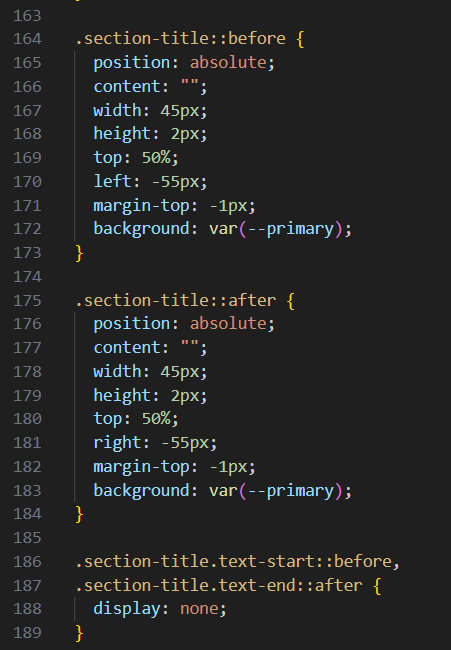 163
164 .section-title::before {
165 position: absolute;
166 content: "";
167 width: 45px;
168 height: 2px;
169 top: 50%;
170 left: -55px;
171 margin-top: -1px;
172 background: var(--primary);
173 }
174
175 .section-title::after {
176 position: absolute;
177 content: "";
178 width: 45px;
179 height: 2px;
180 top: 50%;
181 right: -55px;
182 margin-top: -1px;
183 background: var(--primary);
184 }
185
186 .section-title.text-start::before,
187 .section-title.text-end::after {
188 display: none;
189 }